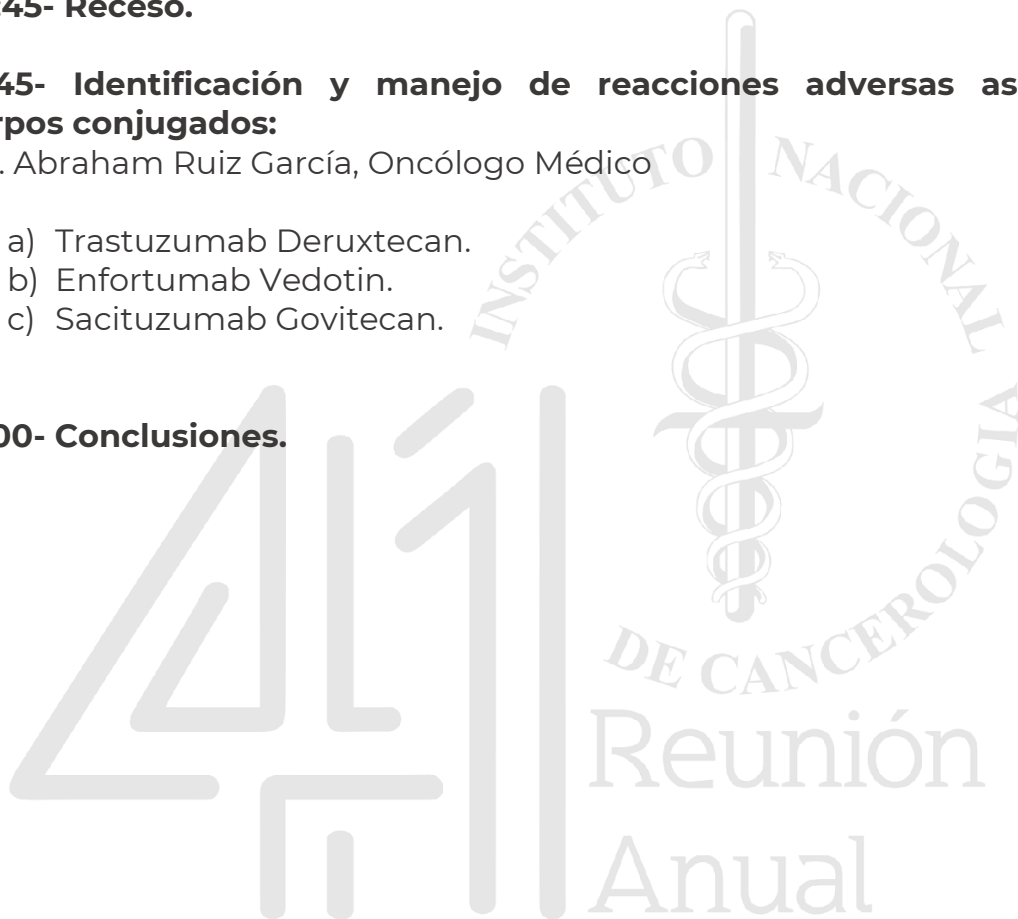 :45- Receso.
45- Identificación y manejo de reacciones adversas as
rpos conjugados:
. Abraham Ruiz García, Oncólogo Médico
a) Trastuzumab Deruxtecan.
b) Enfortumab Vedotin.
c) Sacituzumab Govitecan.
00- Conclusiones.
INSTITUTO NACIONAL
DE CANCEROLOGIA
41
Reunión
Anual